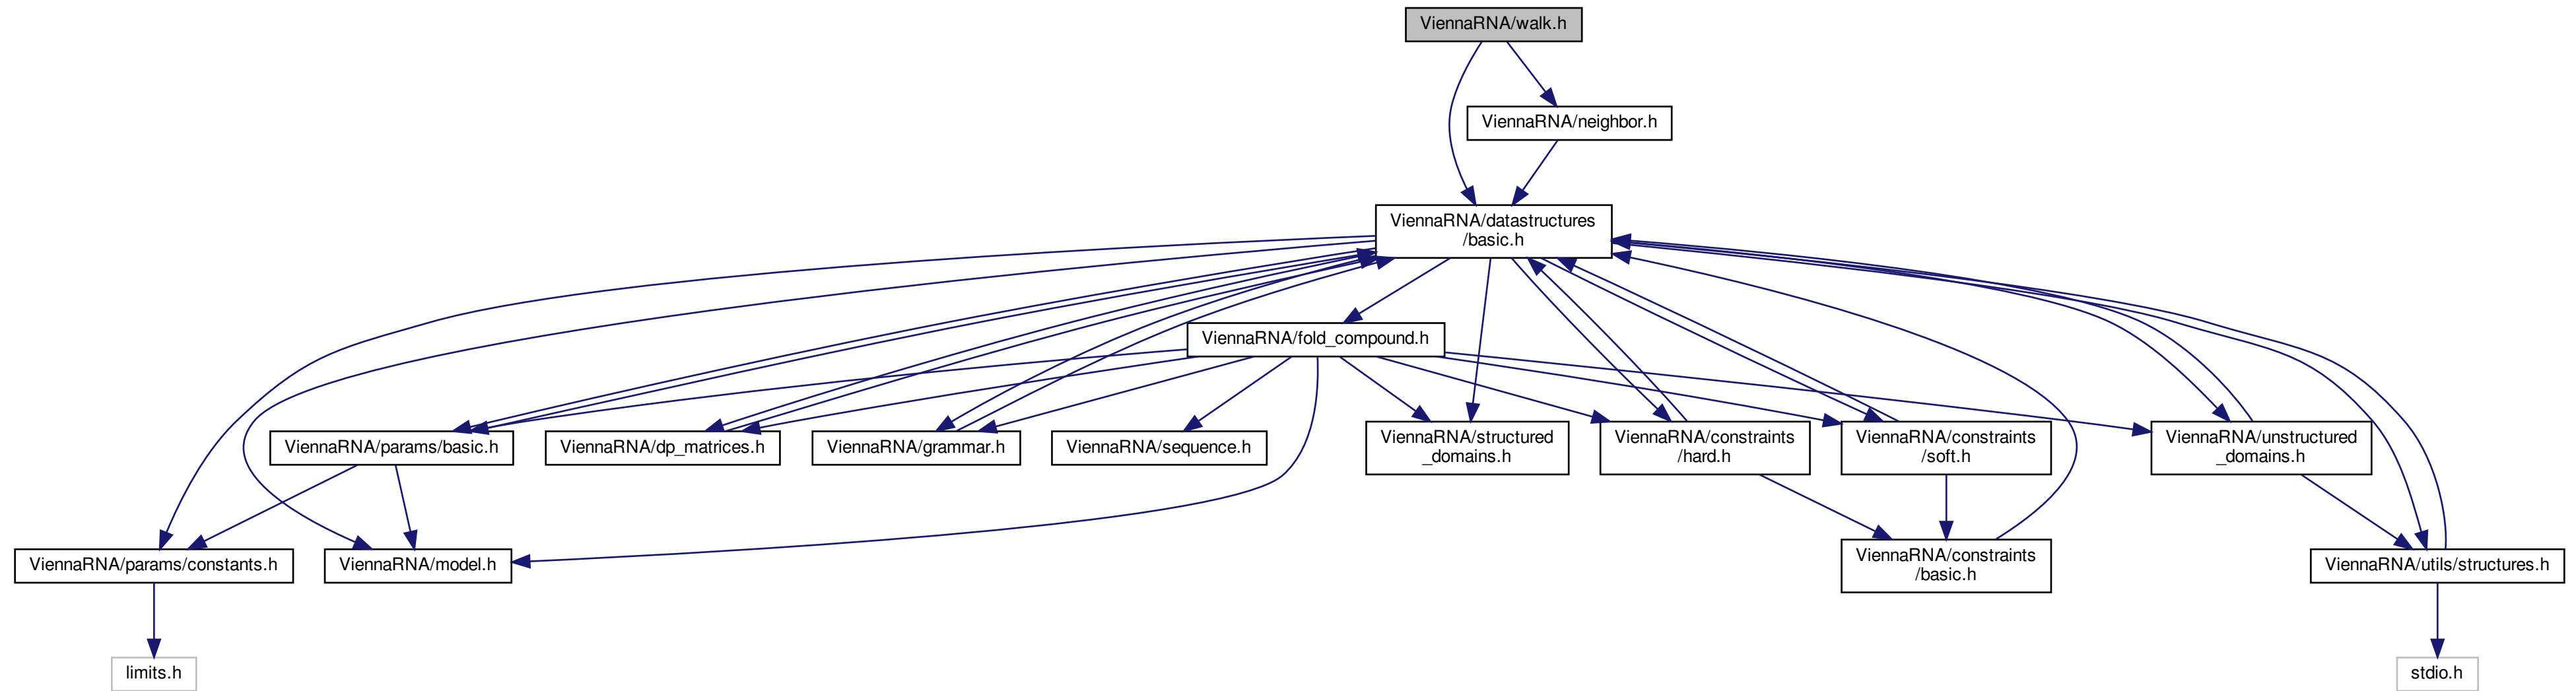 ViennaRNA/walk.h
ViennaRNA/neighbor.h
ViennaRNA/datastructures
/basic.h
ViennaRNA/fold_compound.h
ViennaRNA/params/basic.h
ViennaRNA/dp_matrices.h
ViennaRNA/grammar.h
ViennaRNA/sequence.h
ViennaRNA/structured
_domains.h
ViennaRNA/constraints
/hard.h
ViennaRNA/constraints
/soft.h
ViennaRNA/unstructured
_domains.h
ViennaRNA/params/constants.h
ViennaRNA/model.h
ViennaRNA/constraints
/basic.h
ViennaRNA/utils/structures.h
limits.h
stdio.h